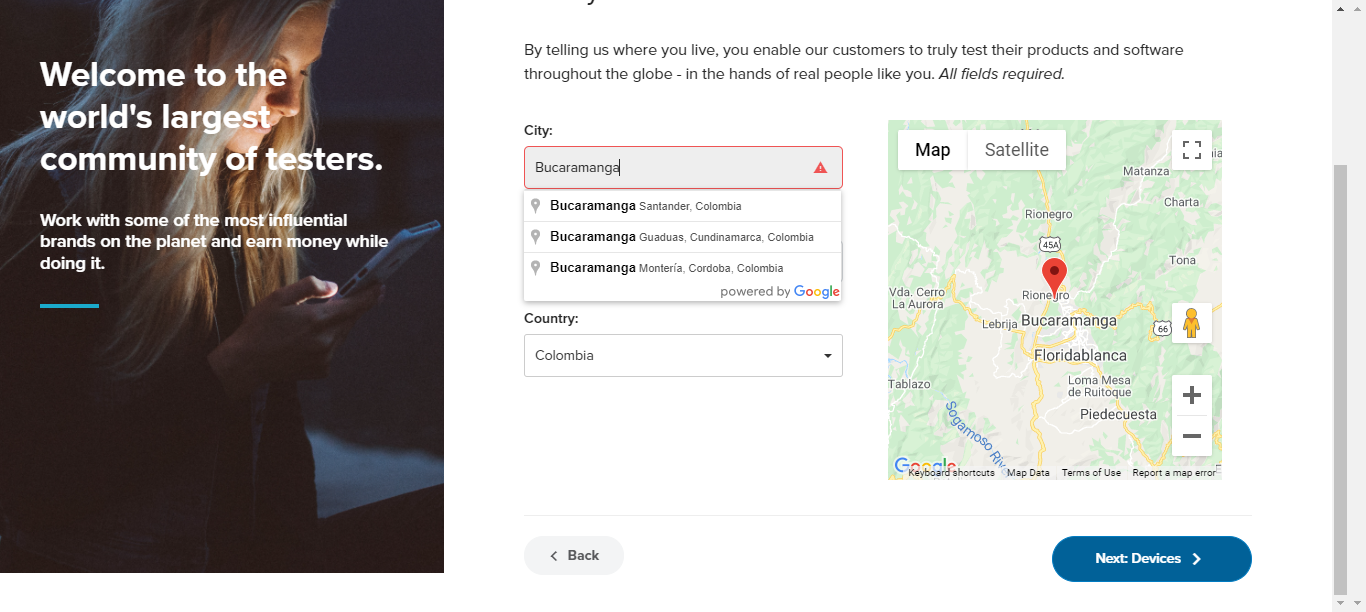 Welcome to the
world's largest
community of testers.
Work with some of the most influential
brands on the planet and earn money while
doing it.
By telling us where you live, you enable our customers to truly test their products and software
throughout the globe - in the hands of real people like you. All fields required.
City:
Bucaramanga
Bucaramanga Santander, Colombia
Bucaramanga Guaduas, Cundinamarca, Colombia
Bucaramanga Montería, Cordoba, Colombia
powered by Google
Country:
Colombia
Map
Satellite
Matanza
Charta
Rionegro
45A
Tona
Vda. Cerro
La Aurora
Rionegro
Lebrija
Bucaramanga
66
Floridablanca
Tablazo
Loma Mesa
de Ruitoque
Piedecuesta
Google
Keyboard shortcuts
Map Data
Terms of Use
Report a map error
Back
Next: Devices